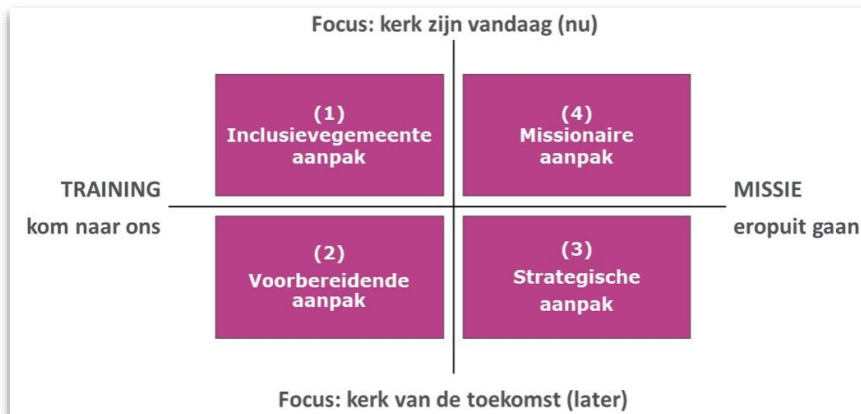 Focus: kerk zijn vandaag (nu)
(1)
Inclusievegemeente
aanpak
(4)
Missionaire
aanpak
TRAINING
kom naar ons
MISSIE
eropuit gaan
(2)
Voorbereidende
aanpak
(3)
Strategische
aanpak
Focus: kerk van de toekomst (later)